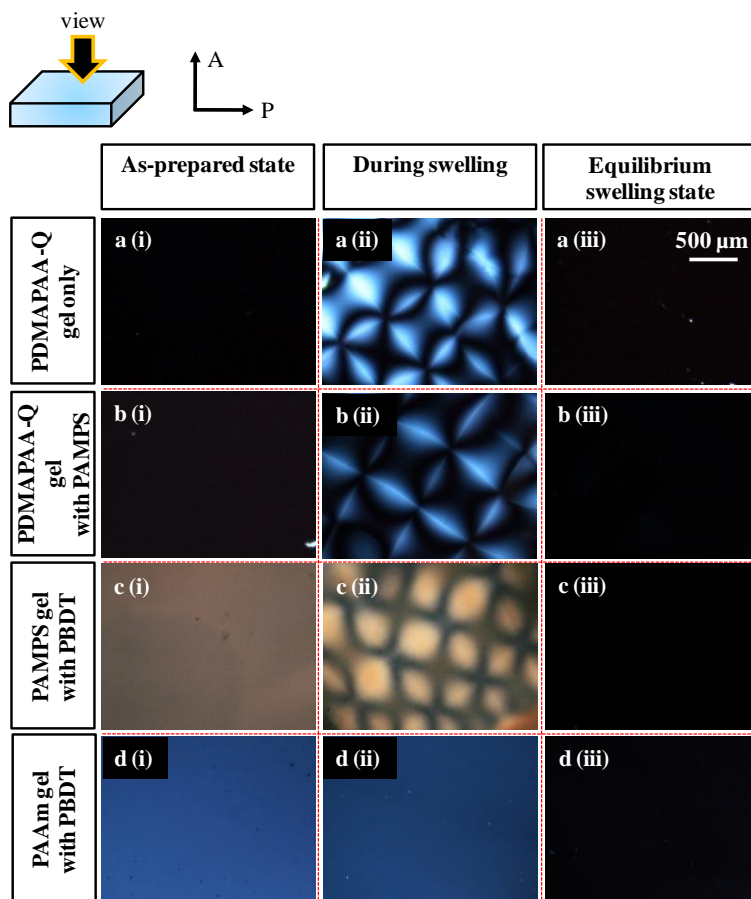 view
A
P
As-prepared state
During swelling
Equilibrium
swelling state
PDMAPAA-Q
gel only
a (i)
a (ii)
a (iii)
500 μm
PDMAPAA-Q
gel
with PAMPS
b (i)
b (ii)
b (iii)
PAMPS gel
with PBDT
c (i)
c (ii)
c (iii)
PAAm gel
with PBDT
d (i)
d (ii)
d (iii)